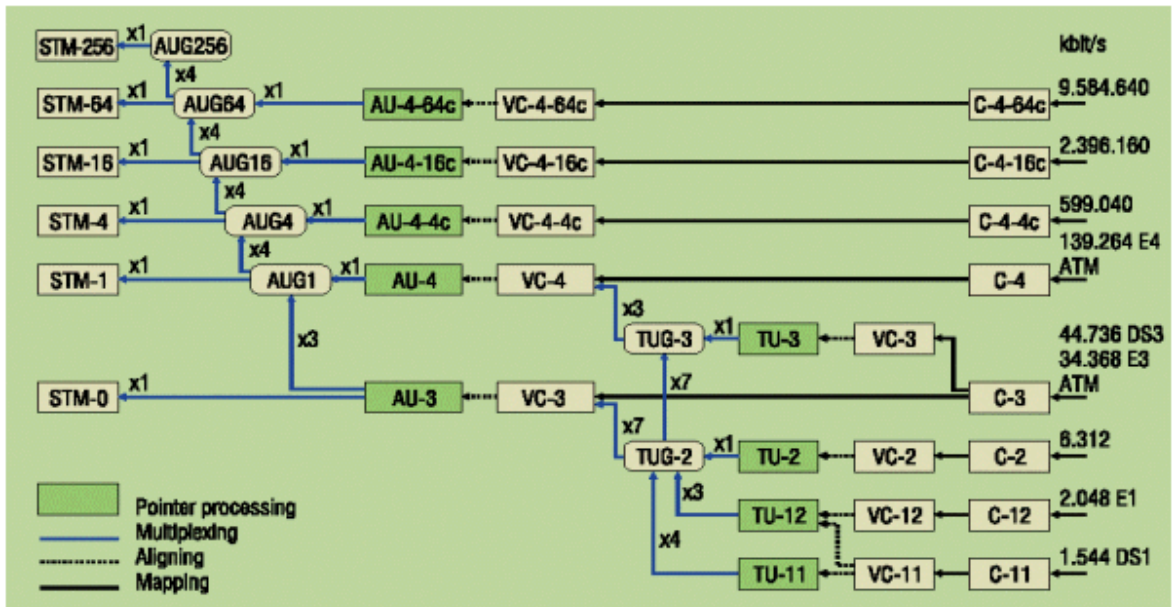 kbit/s
STM-256 x1 AUG256
x4
STM-64 x1 AUG64 x1 AU-4-64c VC-4-64c C-4-64c 9.584.640
x4
STM-16 x1 AUG16 x1 AU-4-16c VC-4-16c C-4-16c 2.396.160
x4
STM-4 x1 AUG4 x1 AU-4-4c VC-4-4c C-4-4c 599.040
x4
139.264 E4
STM-1 x1 AUG1 x1 AU-4 VC-4 C-4 ATM
x3
x3
TUG-3 x1 TU-3 VC-3 44.736 DS3
34.368 E3
x7
STM-0 x1 AU-3 VC-3 C-3 ATM
x7
TUG-2 x1 TU-2 VC-2 C-2 6.312
x3
TU-12 VC-12 C-12 2.048 E1
x4
TU-11 VC-11 C-11 1.544 DS1
Pointer processing
Multiplexing
Aligning
Mapping